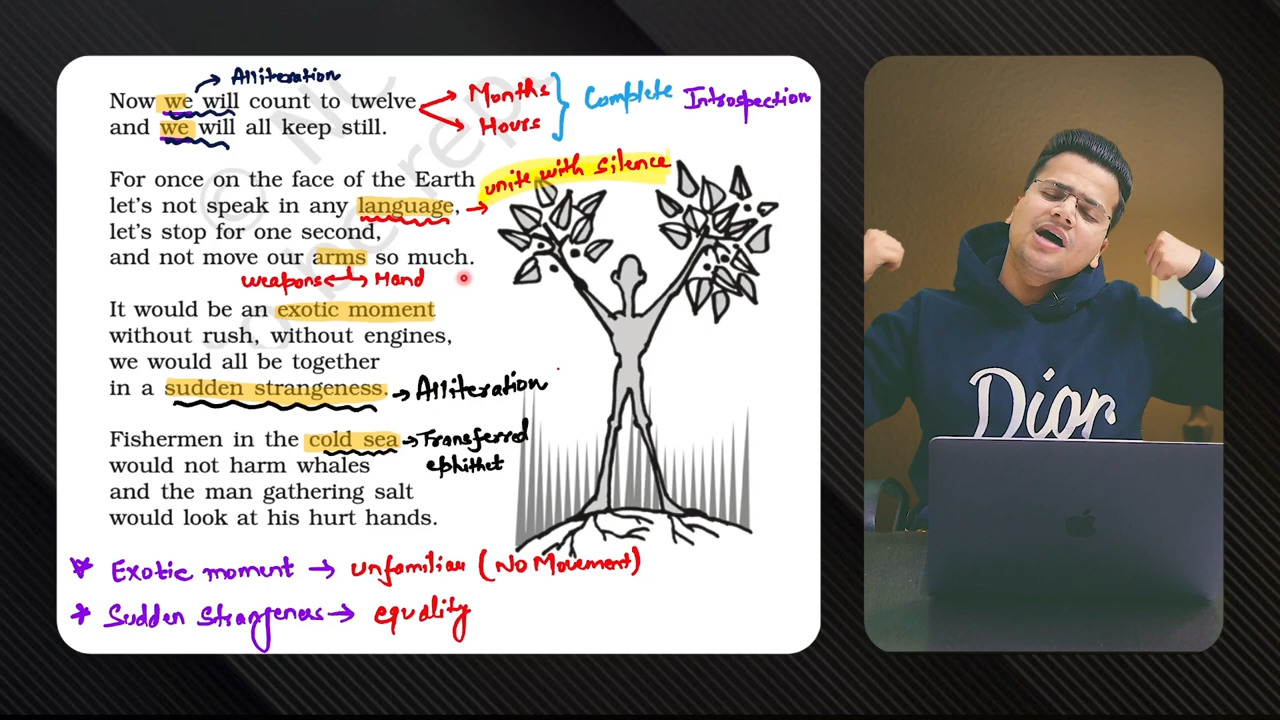 Alliteration
Now we will count to twelve
and we will all keep still.
Months
Hours
Complete Introspection
For once on the face of the Earth
let's not speak in any language,
unite with silence
let's stop for one second,
and not move our arms so much.
weapons Hand
It would be an exotic moment
without rush, without engines,
we would all be together
in a sudden strangeness.
Alliteration
Fishermen in the cold sea
Transferred
ephithet
would not harm whales
and the man gathering salt
would look at his hurt hands.
Exotic moment → unfamiliar (No Movement)
Sudden Strangeness → equality
Dior